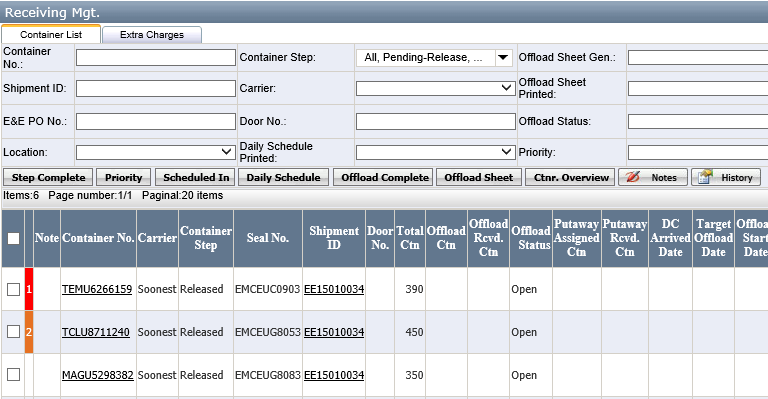 Receiving Mgt.
Container List Extra Charges
Container No.: Container Step: All, Pending-Release, ... Offload Sheet Gen.:
Shipment ID: Carrier: Offload Sheet Printed:
E&E PO No.: Door No.: Offload Status:
Location: Daily Schedule Printed: Priority:
Step Complete Priority Scheduled In Daily Schedule Offload Complete Offload Sheet Ctnr. Overview Notes History
Items:6 Page number:1/1 Paginal:20 items
Note Container No. Carrier Container Step Seal No. Shipment ID Door No. Total Ctn Offload Ctn Offload Rcvd. Ctn Offload Status Putaway Assigned Ctn Putaway Rcvd. Ctn DC Arrived Date Target Offload Date Offload Start Date
1 TEMU6266159 Soonest Released EMCEUC0903 EE15010034 390 Open
2 TCLU8711240 Soonest Released EMCEUG8053 EE15010034 450 Open
MAGU5298382 Soonest Released EMCEUG8083 EE15010034 350 Open